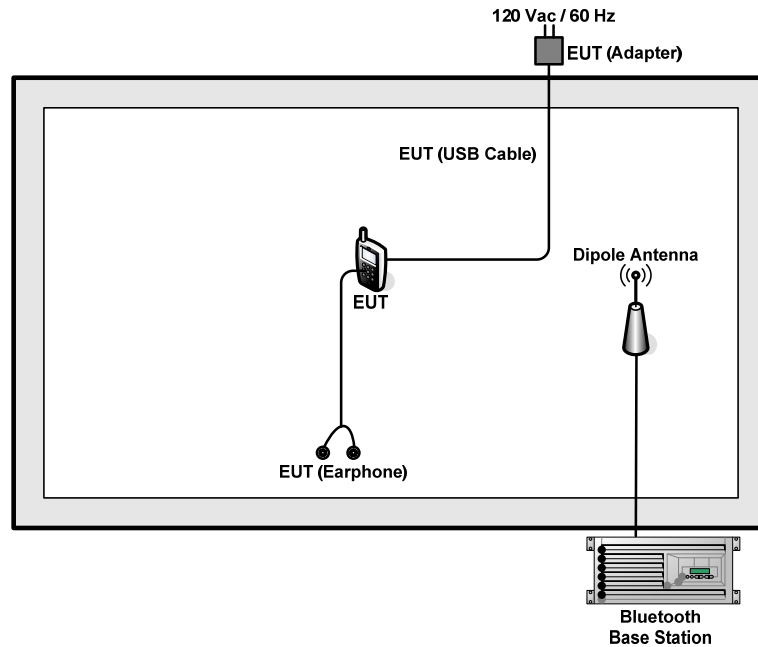 120 Vac / 60 Hz
EUT (Adapter)
EUT (USB Cable)
Dipole Antenna
EUT
EUT (Earphone)
Bluetooth
Base Station